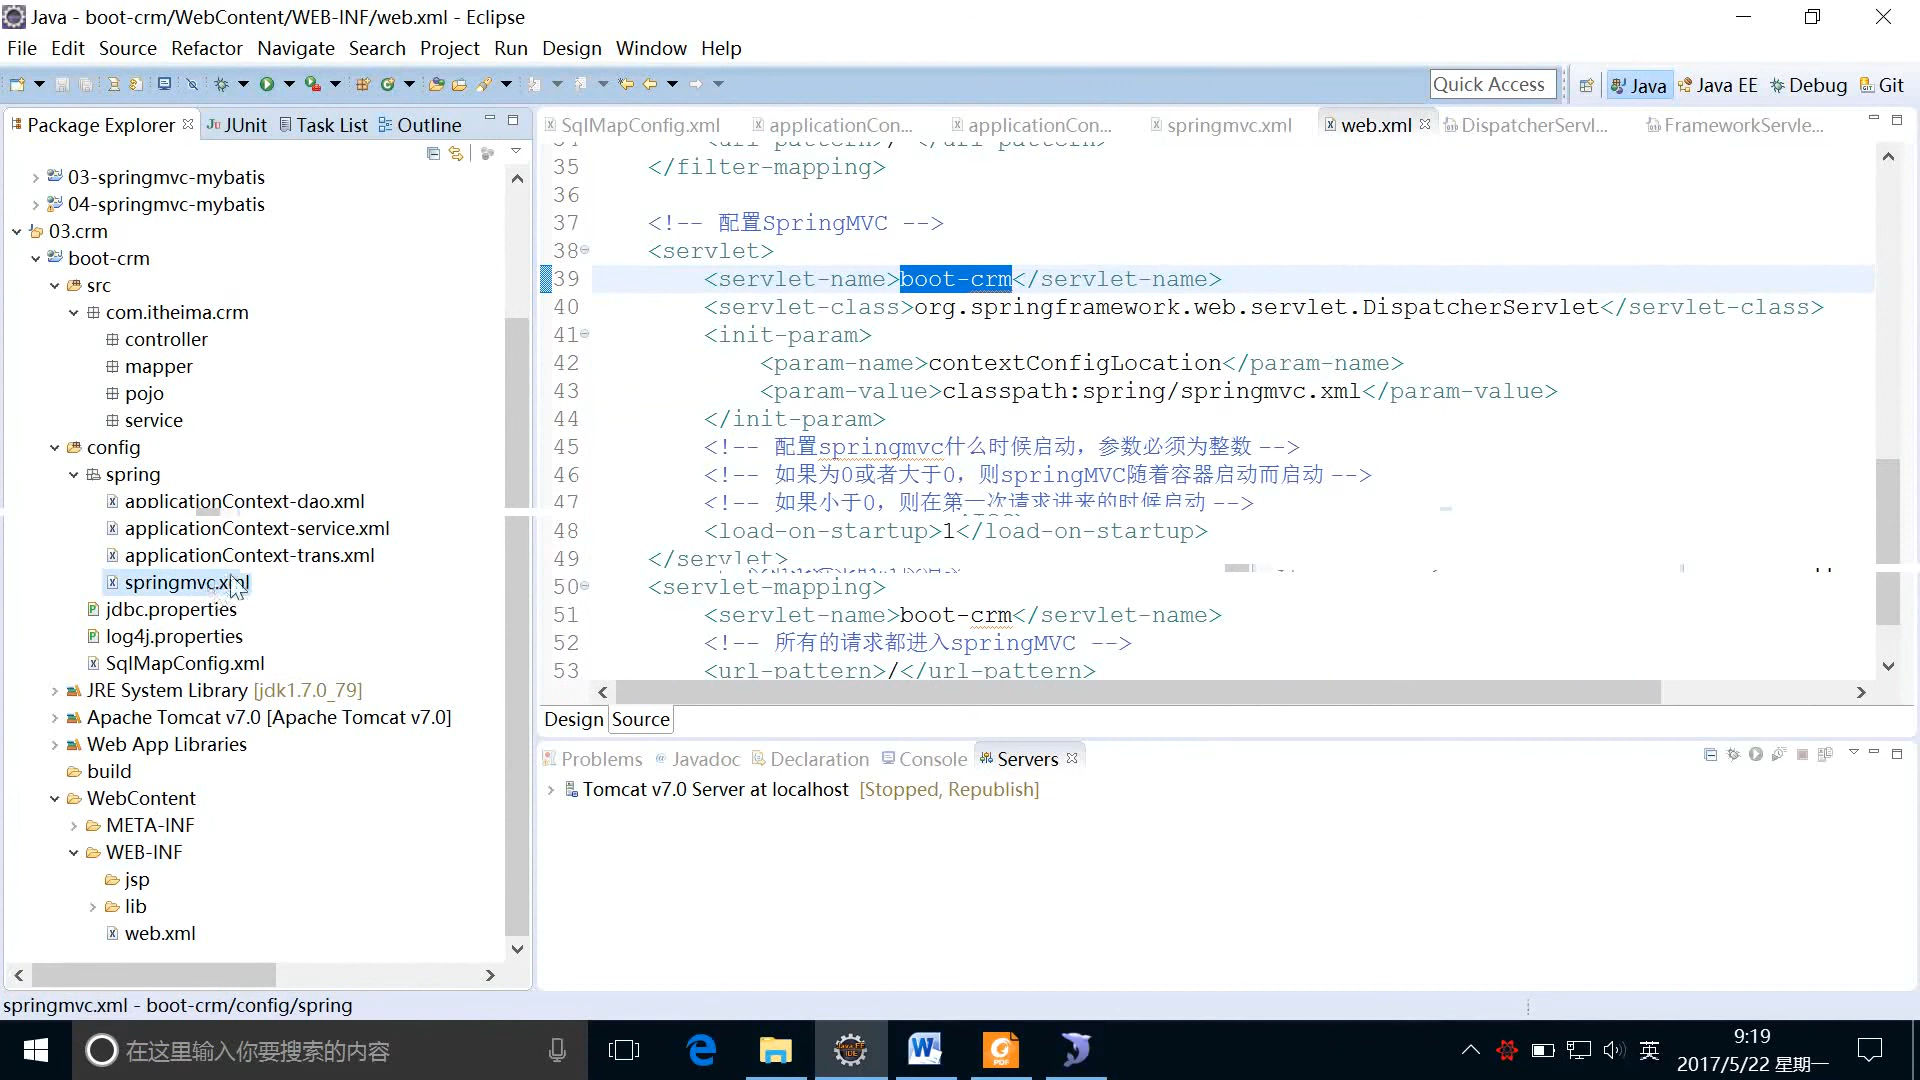 Java - boot-crm/WebContent/WEB-INF/web.xml - Eclipse
File Edit Source Refactor Navigate Search Project Run Design Window Help
Quick Access Java Java EE Debug Git
Package Explorer JUnit Task List Outline
03-springmvc-mybatis
04-springmvc-mybatis
03.crm
boot-crm
src
com.itheima.crm
controller
mapper
pojo
service
config
spring
applicationContext-dao.xml
applicationContext-service.xml
applicationContext-trans.xml
springmvc.xml
jdbc.properties
log4j.properties
SqlMapConfig.xml
JRE System Library [jdk1.7.0_79]
Apache Tomcat v7.0 [Apache Tomcat v7.0]
Web App Libraries
build
WebContent
META-INF
WEB-INF
jsp
lib
web.xml
SqlMapConfig.xml applicationCon... applicationCon... springmvc.xml web.xml DispatcherServl... FrameworkServle...
35 </filter-mapping>
36
37 <!-- 配置SpringMVC -->
38 <servlet>
39 <servlet-name>boot-crm</servlet-name>
40 <servlet-class>org.springframework.web.servlet.DispatcherServlet</servlet-class>
41 <init-param>
42 <param-name>contextConfigLocation</param-name>
43 <param-value>classpath:spring/springmvc.xml</param-value>
44 </init-param>
45 <!-- 配置springmvc什么时候启动，参数必须为整数 -->
46 <!-- 如果为0或者大于0，则springMVC随着容器启动而启动 -->
47 <!-- 如果小于0，则在第一次请求进来的时候启动 -->
48 <load-on-startup>1</load-on-startup>
49 </servlet>
50 <servlet-mapping>
51 <servlet-name>boot-crm</servlet-name>
52 <!-- 所有的请求都进入springMVC -->
53 <url-pattern>/</url-pattern>
Design Source
Problems Javadoc Declaration Console Servers
Tomcat v7.0 Server at localhost [Stopped, Republish]
springmvc.xml - boot-crm/config/spring
在这里输入你要搜索的内容
英
9:19
2017/5/22 星期一